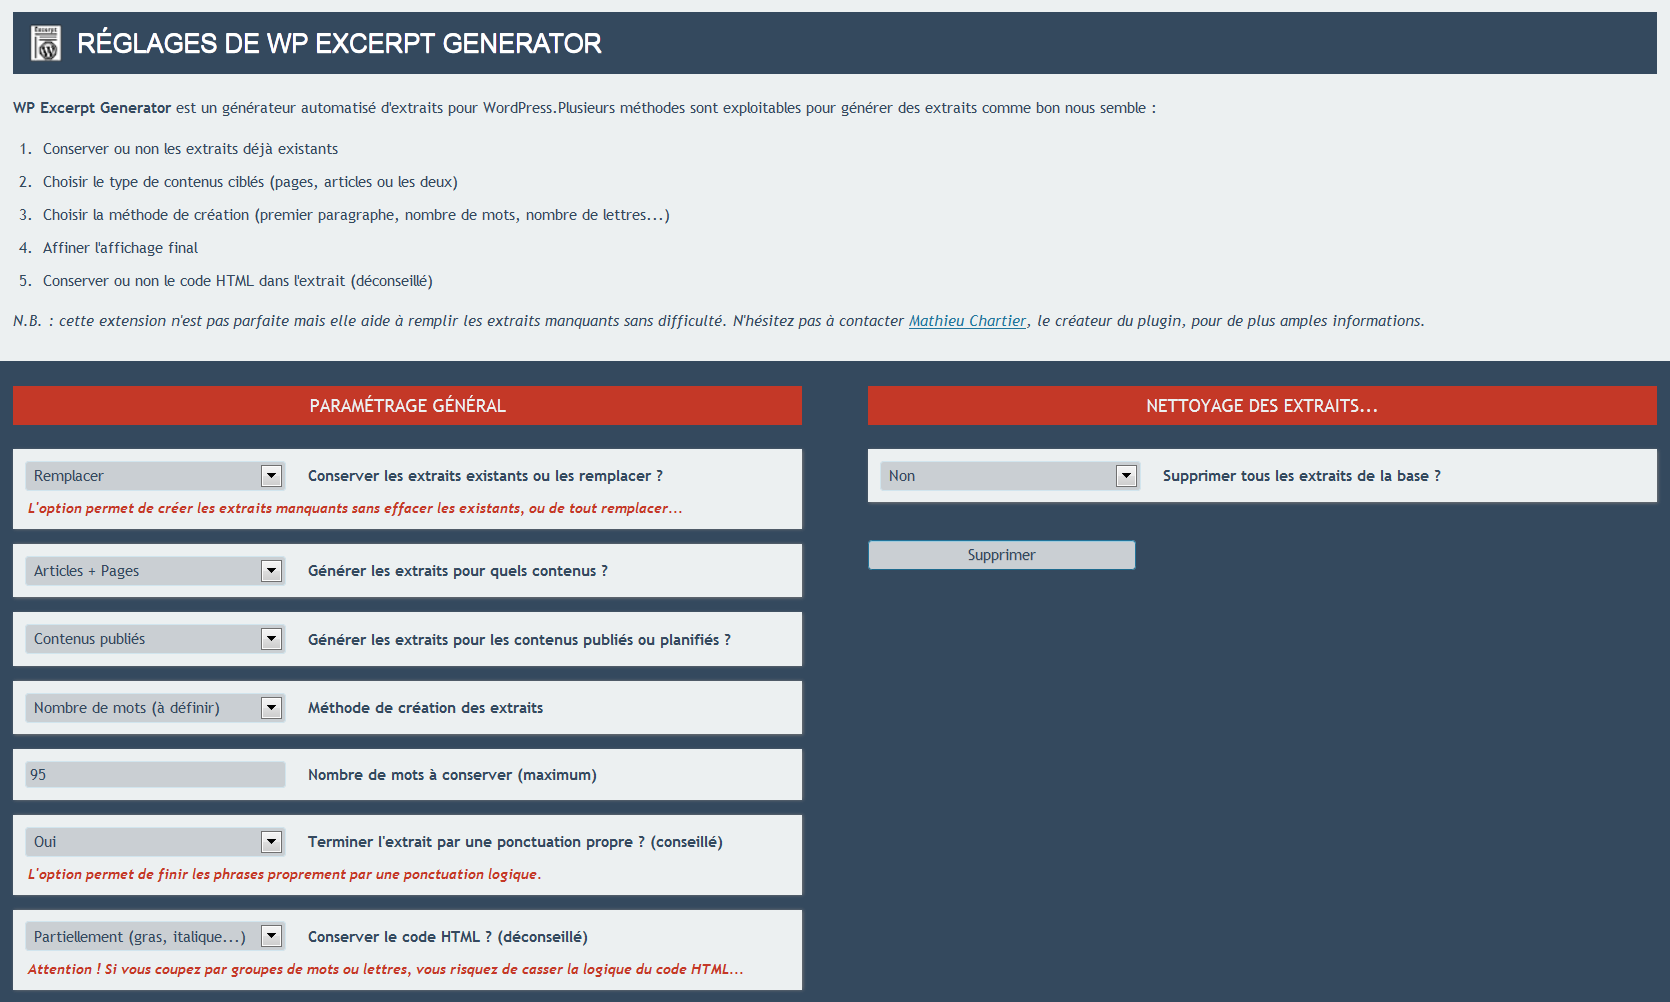 Excerpt
RÉGLAGES DE WP EXCERPT GENERATOR
WP Excerpt Generator est un générateur automatisé d'extraits pour WordPress.Plusieurs méthodes sont exploitables pour générer des extraits comme bon nous semble :
1. Conserver ou non les extraits déjà existants
2. Choisir le type de contenus ciblés (pages, articles ou les deux)
3. Choisir la méthode de création (premier paragraphe, nombre de mots, nombre de lettres...)
4. Affiner l'affichage final
5. Conserver ou non le code HTML dans l'extrait (déconseillé)
N.B. : cette extension n'est pas parfaite mais elle aide à remplir les extraits manquants sans difficulté. N'hésitez pas à contacter Mathieu Chartier, le créateur du plugin, pour de plus amples informations.
PARAMÉTRAGE GÉNÉRAL
Remplacer Conserver les extraits existants ou les remplacer ?
L'option permet de créer les extraits manquants sans effacer les existants, ou de tout remplacer...
Articles + Pages Générer les extraits pour quels contenus ?
Contenus publiés Générer les extraits pour les contenus publiés ou planifiés ?
Nombre de mots (à définir) Méthode de création des extraits
95 Nombre de mots à conserver (maximum)
Oui Terminer l'extrait par une ponctuation propre ? (conseillé)
L'option permet de finir les phrases proprement par une ponctuation logique.
Partiellement (gras, italique...) Conserver le code HTML ? (déconseillé)
Attention ! Si vous coupez par groupes de mots ou lettres, vous risquez de casser la logique du code HTML...
NETTOYAGE DES EXTRAITS...
Non Supprimer tous les extraits de la base ?
Supprimer